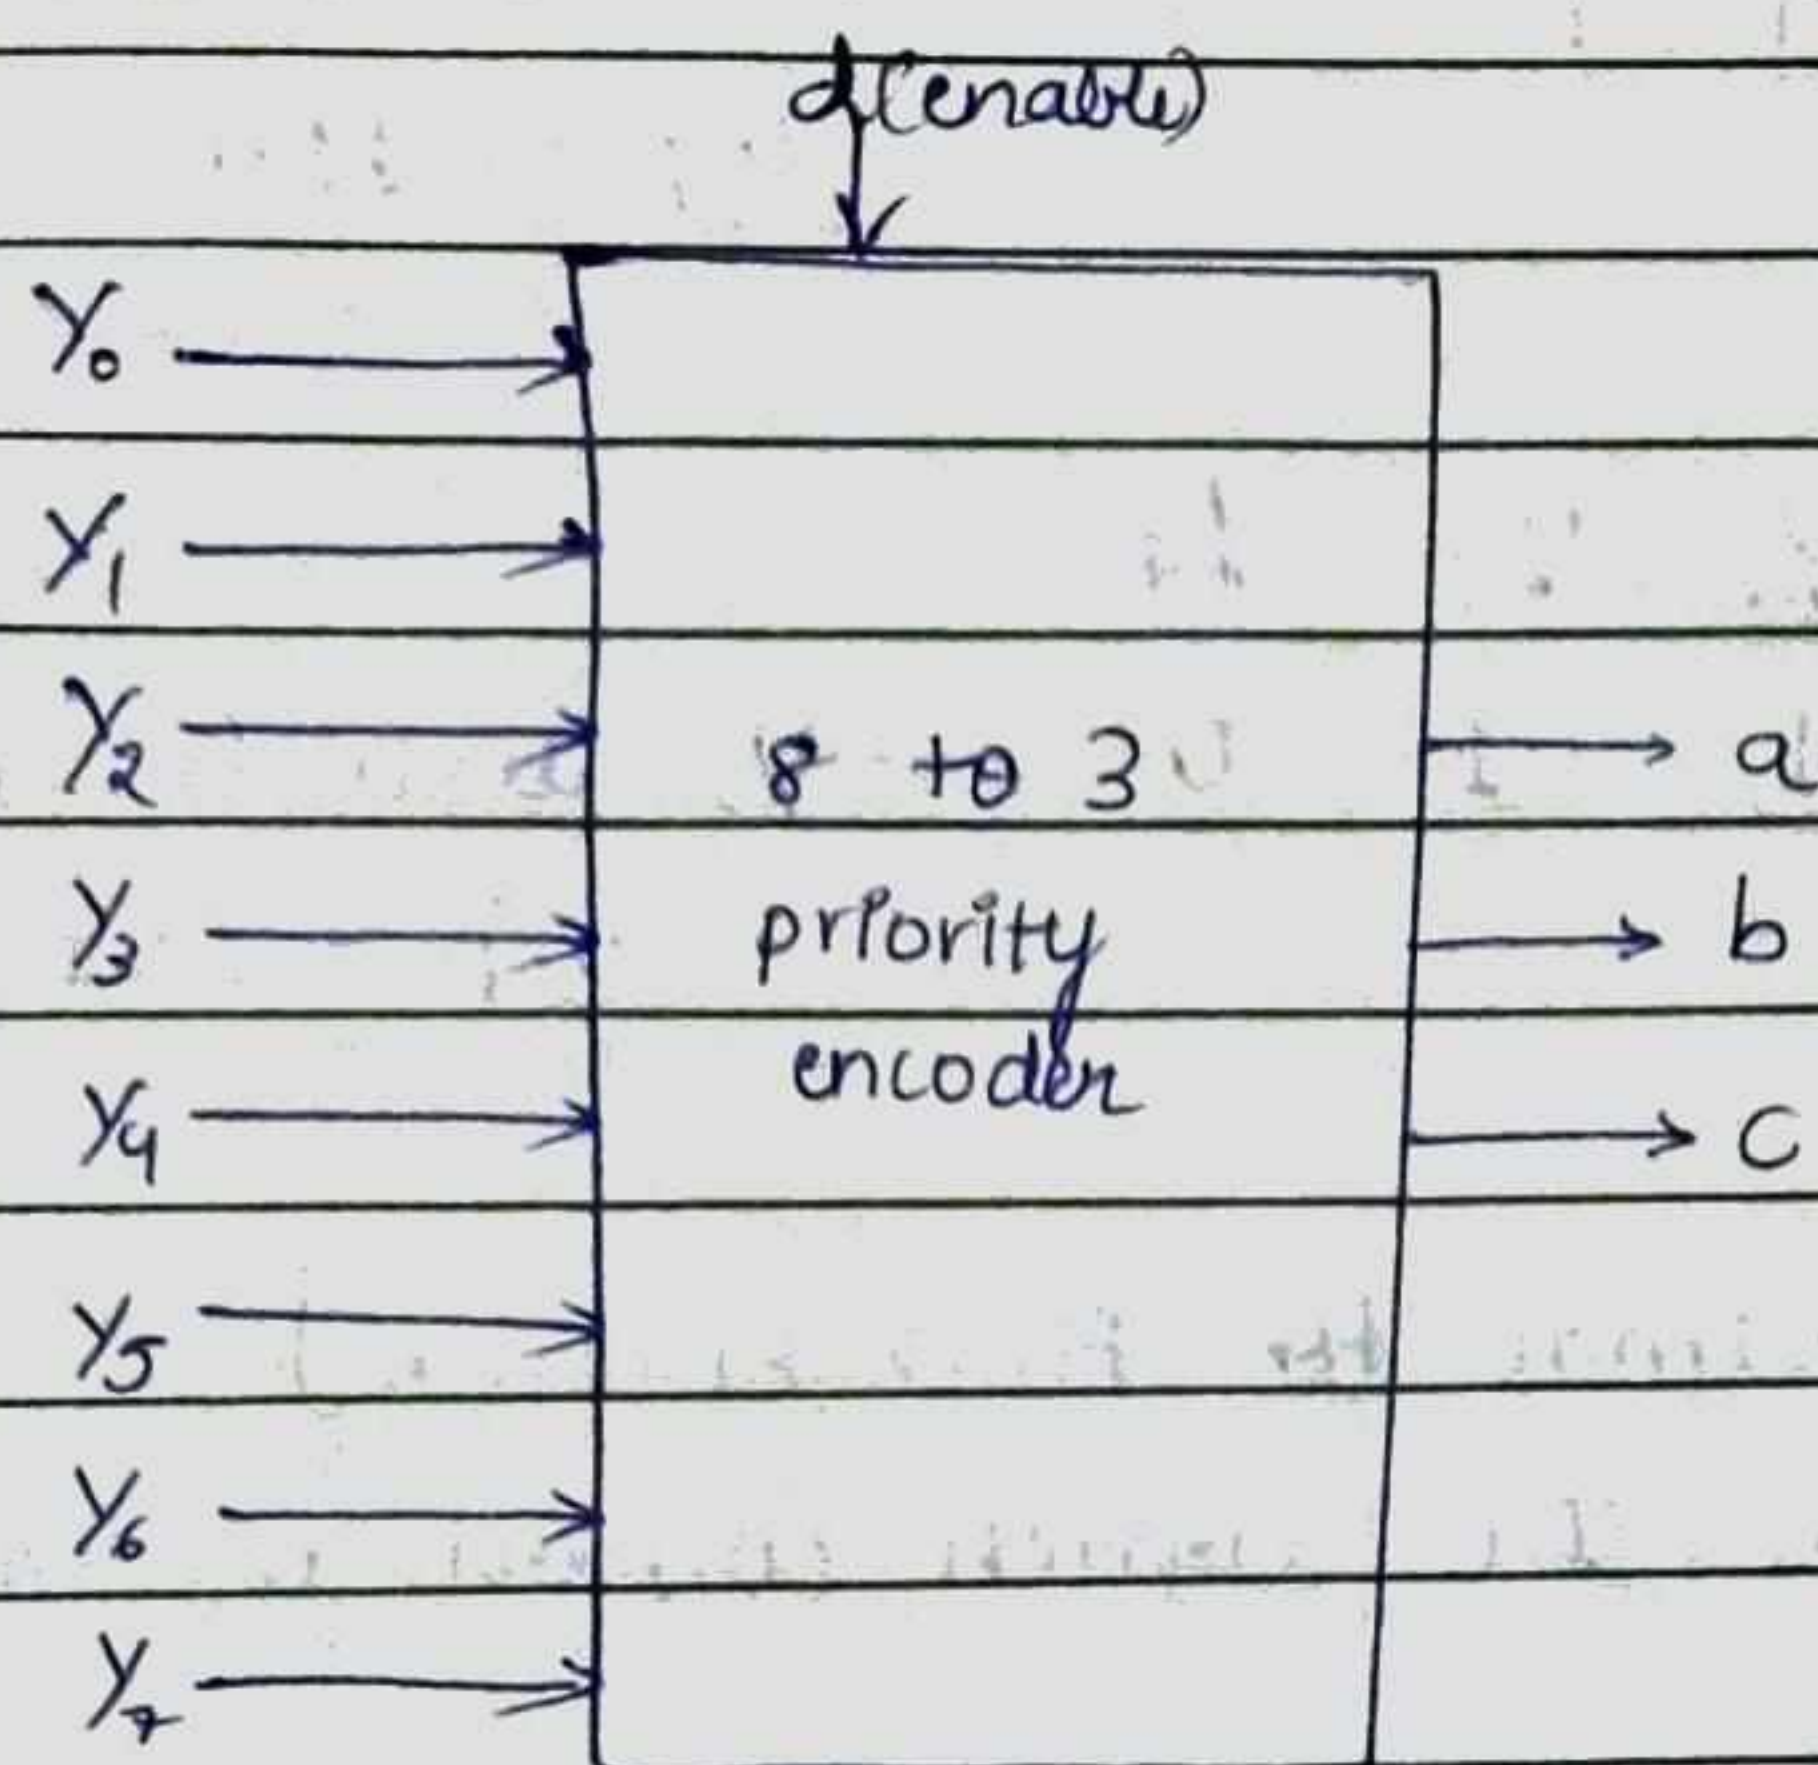 d(enable)
Y0
Y1
Y2
8 to 3
a
Y3
priority
b
Y4
encoder
c
Y5
Y6
Y7